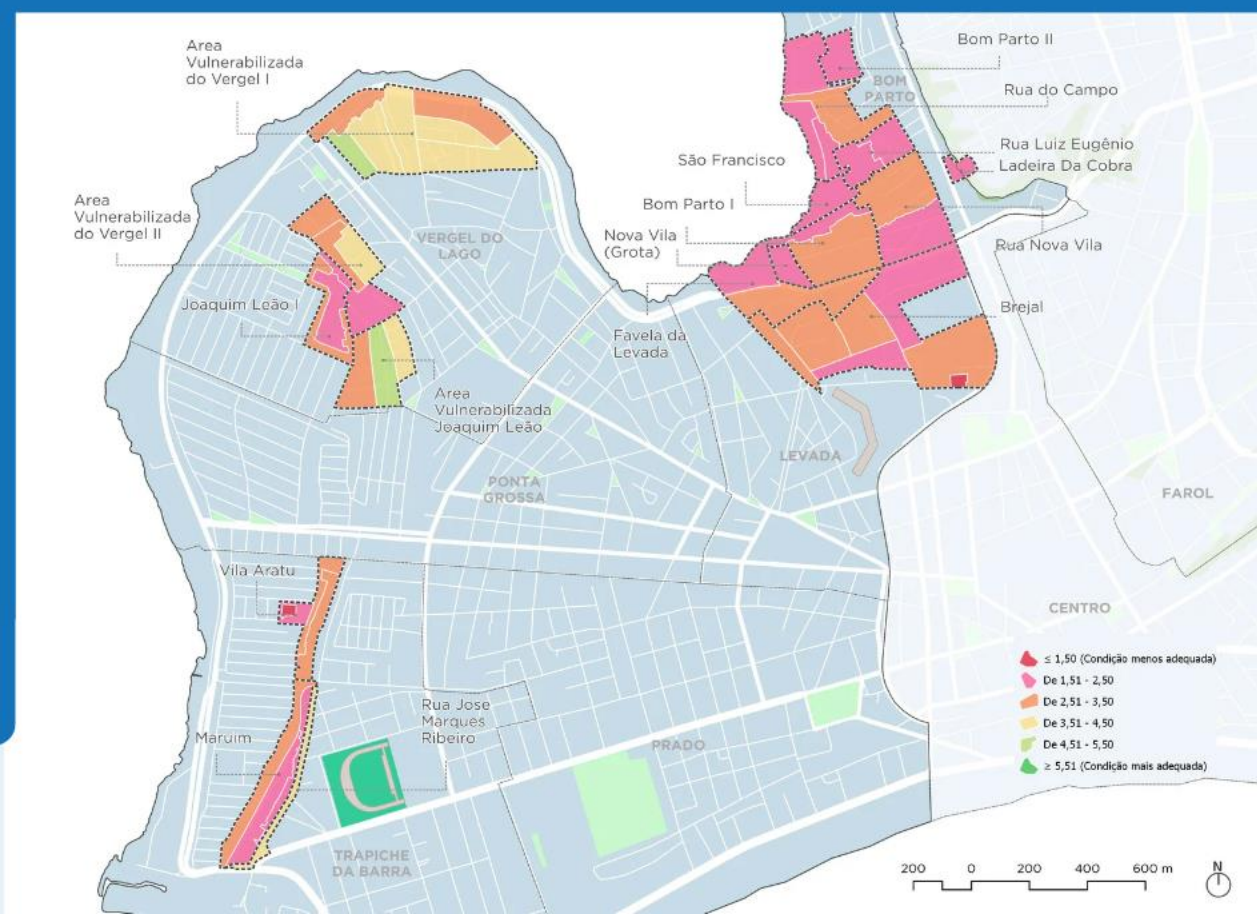 Area
Vulnerabilizada
do Vergel I
Bom Parto II
BOM
PARTO
Rua do Campo
Rua Luiz Eugênio
Ladeira Da Cobra
São Francisco
Bom Parto I
Nova Vila
(Grota)
Rua Nova Vila
Area
Vulnerabilizada
do Vergel II
VERGEL DO
LAGO
Joaquim Leão I
Brejal
Favela da
Levada
Area
Vulnerabilizada
Joaquim Leão
LEVADA
PONTA
GROSSA
FAROL
Vila Aratu
CENTRO
≤ 1,50 (Condição menos adequada)
De 1,51 - 2,50
De 2,51 - 3,50
De 3,51 - 4,50
De 4,51 - 5,50
≥ 5,51 (Condição mais adequada)
Maruim
Rua Jose
Marques
Ribeiro
PRADO
TRAPICHE
DA BARRA
200 0 200 400 600 m
N